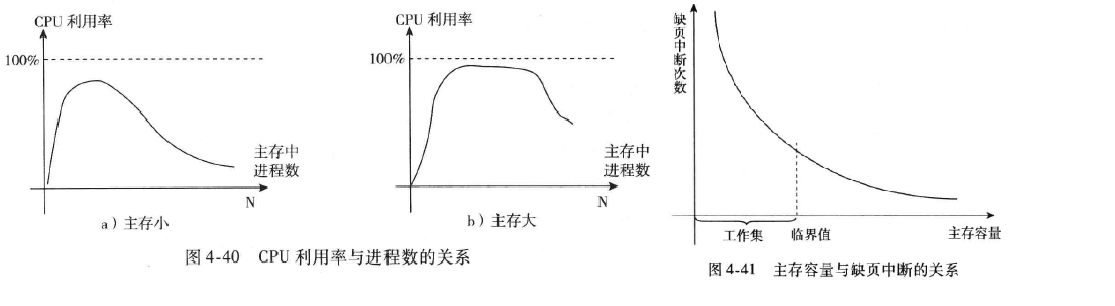 CPU 利用率
100%
主存中
进程数
N
a）主存小
CPU 利用率
100%
主存中
进程数
N
b）主存大
图 4-40 CPU 利用率与进程数的关系
缺页中断次数
工作集
临界值
主存容量
图 4-41 主存容量与缺页中断的关系